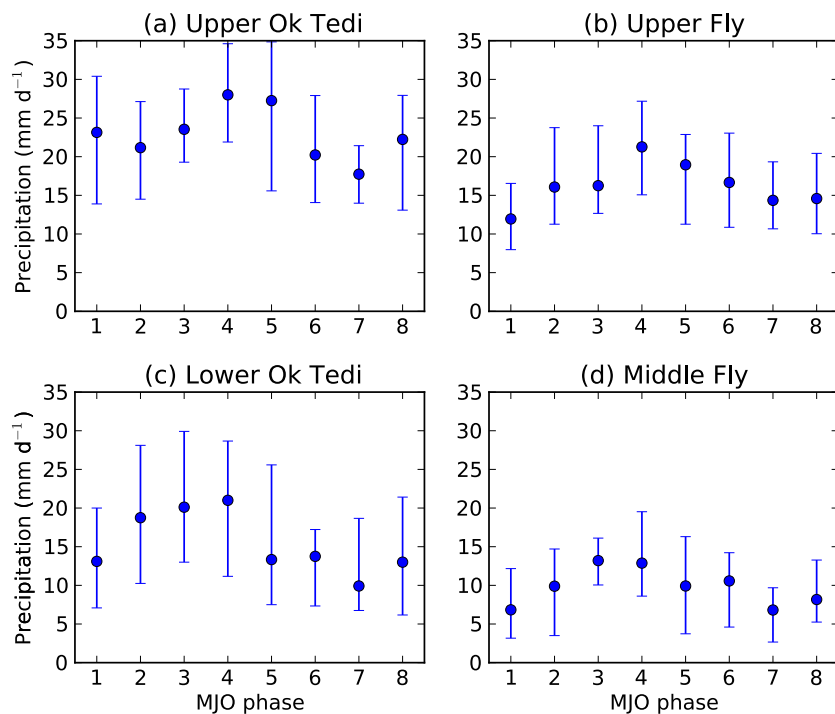 (a) Upper Ok Tedi
(b) Upper Fly
Precipitation (mm d⁻¹)
35
30
25
20
15
10
5
0
1 2 3 4 5 6 7 8
35
30
25
20
15
10
5
0
1 2 3 4 5 6 7 8
(c) Lower Ok Tedi
(d) Middle Fly
Precipitation (mm d⁻¹)
35
30
25
20
15
10
5
0
1 2 3 4 5 6 7 8
MJO phase
35
30
25
20
15
10
5
0
1 2 3 4 5 6 7 8
MJO phase